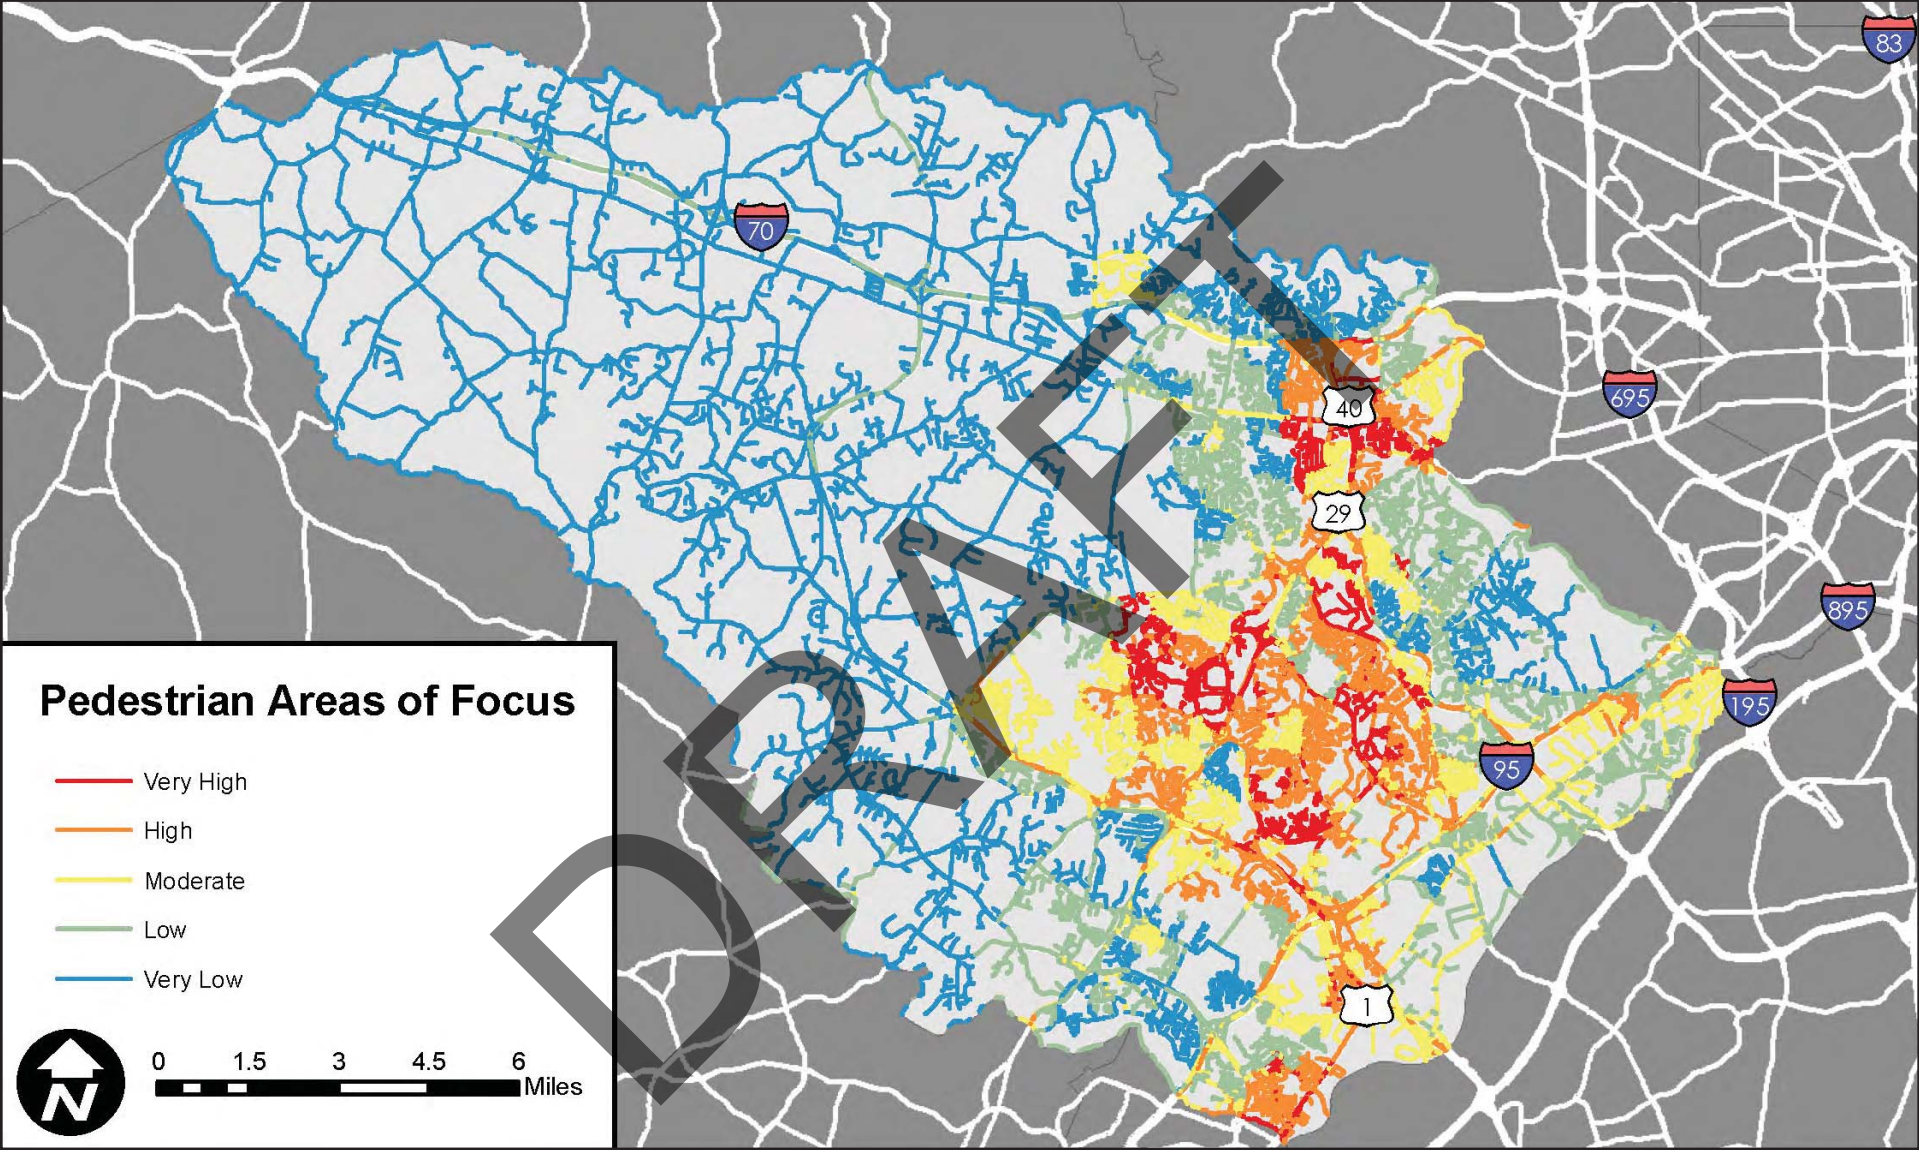 83
70
40
695
29
895
195
95
1
DRAFT
Pedestrian Areas of Focus
Very High
High
Moderate
Low
Very Low
N
0 1.5 3 4.5 6
Miles